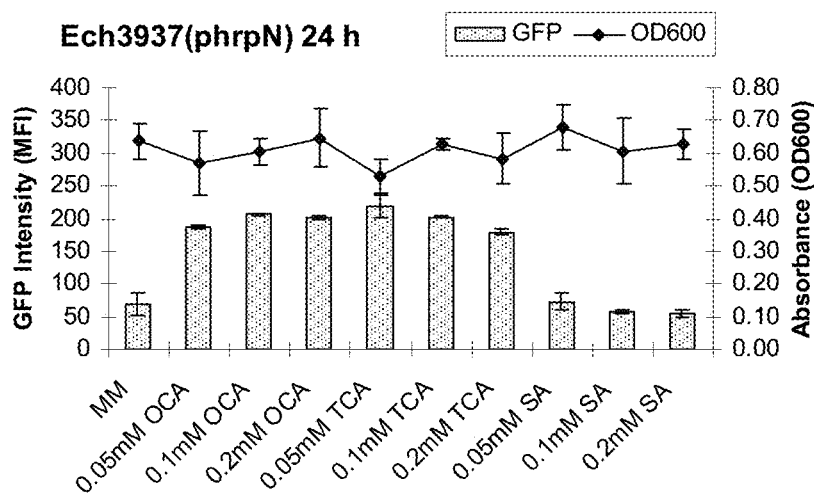 Ech3937(phrpN) 24 h
GFP
OD600
GFP Intensity (MFI)
400
350
300
250
200
150
100
50
0
Absorbance (OD600)
0.80
0.70
0.60
0.50
0.40
0.30
0.20
0.10
0.00
MM
0.05mM OCA
0.1mM OCA
0.2mM OCA
0.05mM TCA
0.1mM TCA
0.2mM TCA
0.05mM SA
0.1mM SA
0.2mM SA